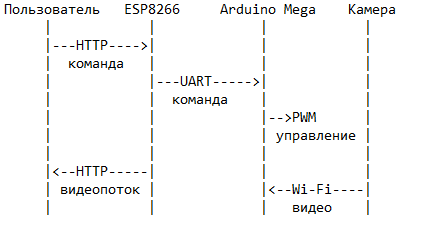 Пользователь ESP8266 Arduino Mega Камера
---HTTP---->
команда
---UART----->
команда
-->PWM
управление
<--HTTP-----
видеопоток <--Wi-Fi----
видео